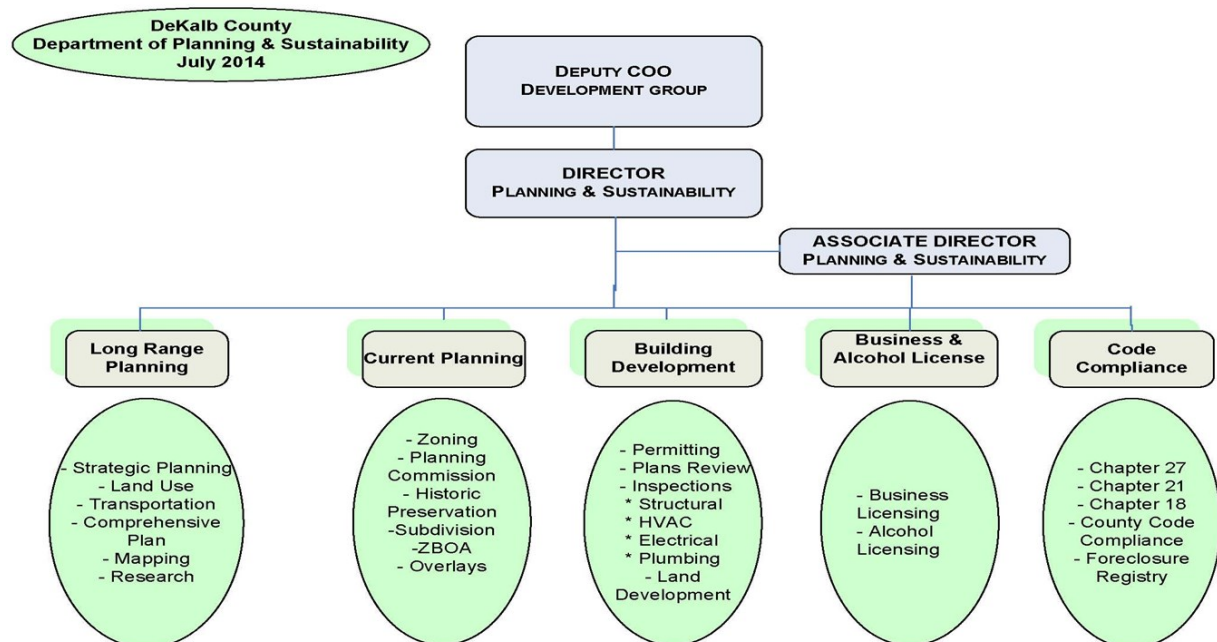 DeKalb County
Department of Planning & Sustainability
July 2014
DEPUTY COO
DEVELOPMENT GROUP
DIRECTOR
PLANNING & SUSTAINABILITY
ASSOCIATE DIRECTOR
PLANNING & SUSTAINABILITY
Long Range
Planning
Current Planning
Building
Development
Business &
Alcohol License
Code
Compliance
- Strategic Planning
- Land Use
- Transportation
- Comprehensive
Plan
- Mapping
- Research
- Zoning
- Planning
Commission
- Historic
Preservation
-Subdivision
-ZBOA
- Overlays
- Permitting
- Plans Review
- Inspections
* Structural
* HVAC
* Electrical
* Plumbing
- Land
Development
- Business
Licensing
- Alcohol
Licensing
- Chapter 27
- Chapter 21
- Chapter 18
- County Code
Compliance
- Foreclosure
Registry